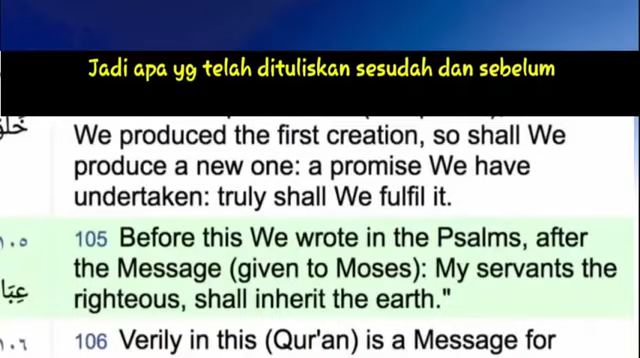 Jadi apa yg telah dituliskan sesudah dan sebelum
We produced the first creation, so shall We
produce a new one: a promise We have
undertaken: truly shall We fulfil it.
١٠٥ 105 Before this We wrote in the Psalms, after
the Message (given to Moses): My servants the
righteous, shall inherit the earth."
١٠٦ 106 Verily in this (Qur'an) is a Message for